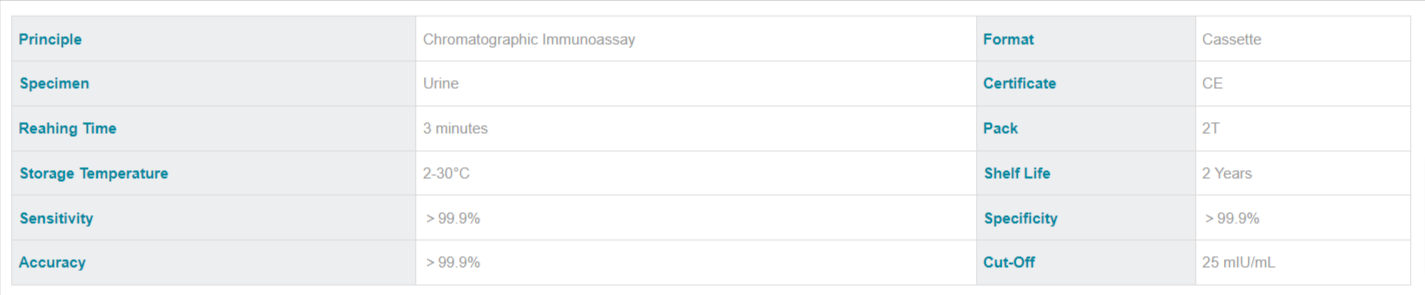 Principle Chromatographic Immunoassay Format Cassette
Specimen Urine Certificate CE
Reahing Time 3 minutes Pack 2T
Storage Temperature 2-30°C Shelf Life 2 Years
Sensitivity ＞99.9% Specificity ＞99.9%
Accuracy ＞99.9% Cut-Off 25 mIU/mL